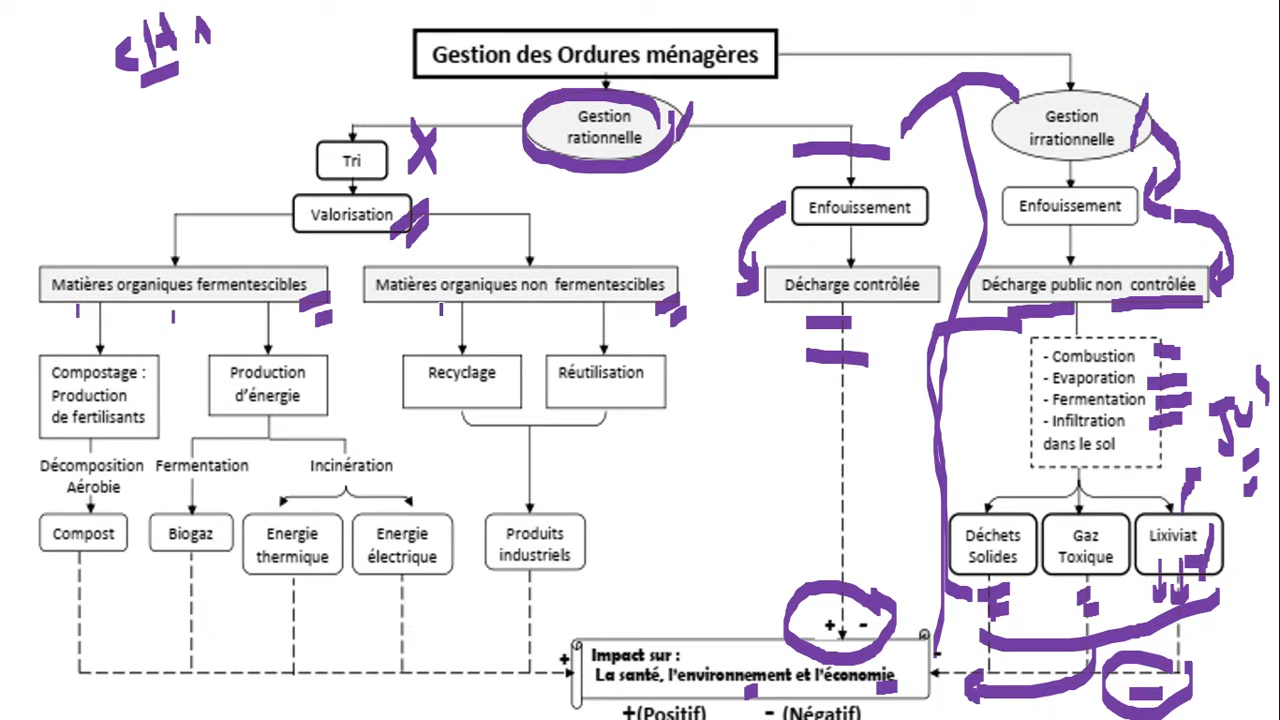 Gestion des Ordures ménagères
Gestion
rationnelle
Gestion
irrationnelle
Tri
Valorisation
Enfouissement
Enfouissement
Matières organiques fermentescibles
Matières organiques non fermentescibles
Décharge contrôlée
Décharge public non contrôlée
Compostage :
Production
de fertilisants
Production
d'énergie
Recyclage
Réutilisation
- Combustion
- Evaporation
- Fermentation
- Infiltration
dans le sol
Décomposition
Aérobie
Fermentation
Incinération
Compost
Biogaz
Energie
thermique
Energie
électrique
Produits
industriels
Déchets
Solides
Gaz
Toxique
Lixiviat
+ -
+
-
Impact sur :
La santé, l'environnement et l'économie
+(Positif) - (Négatif)